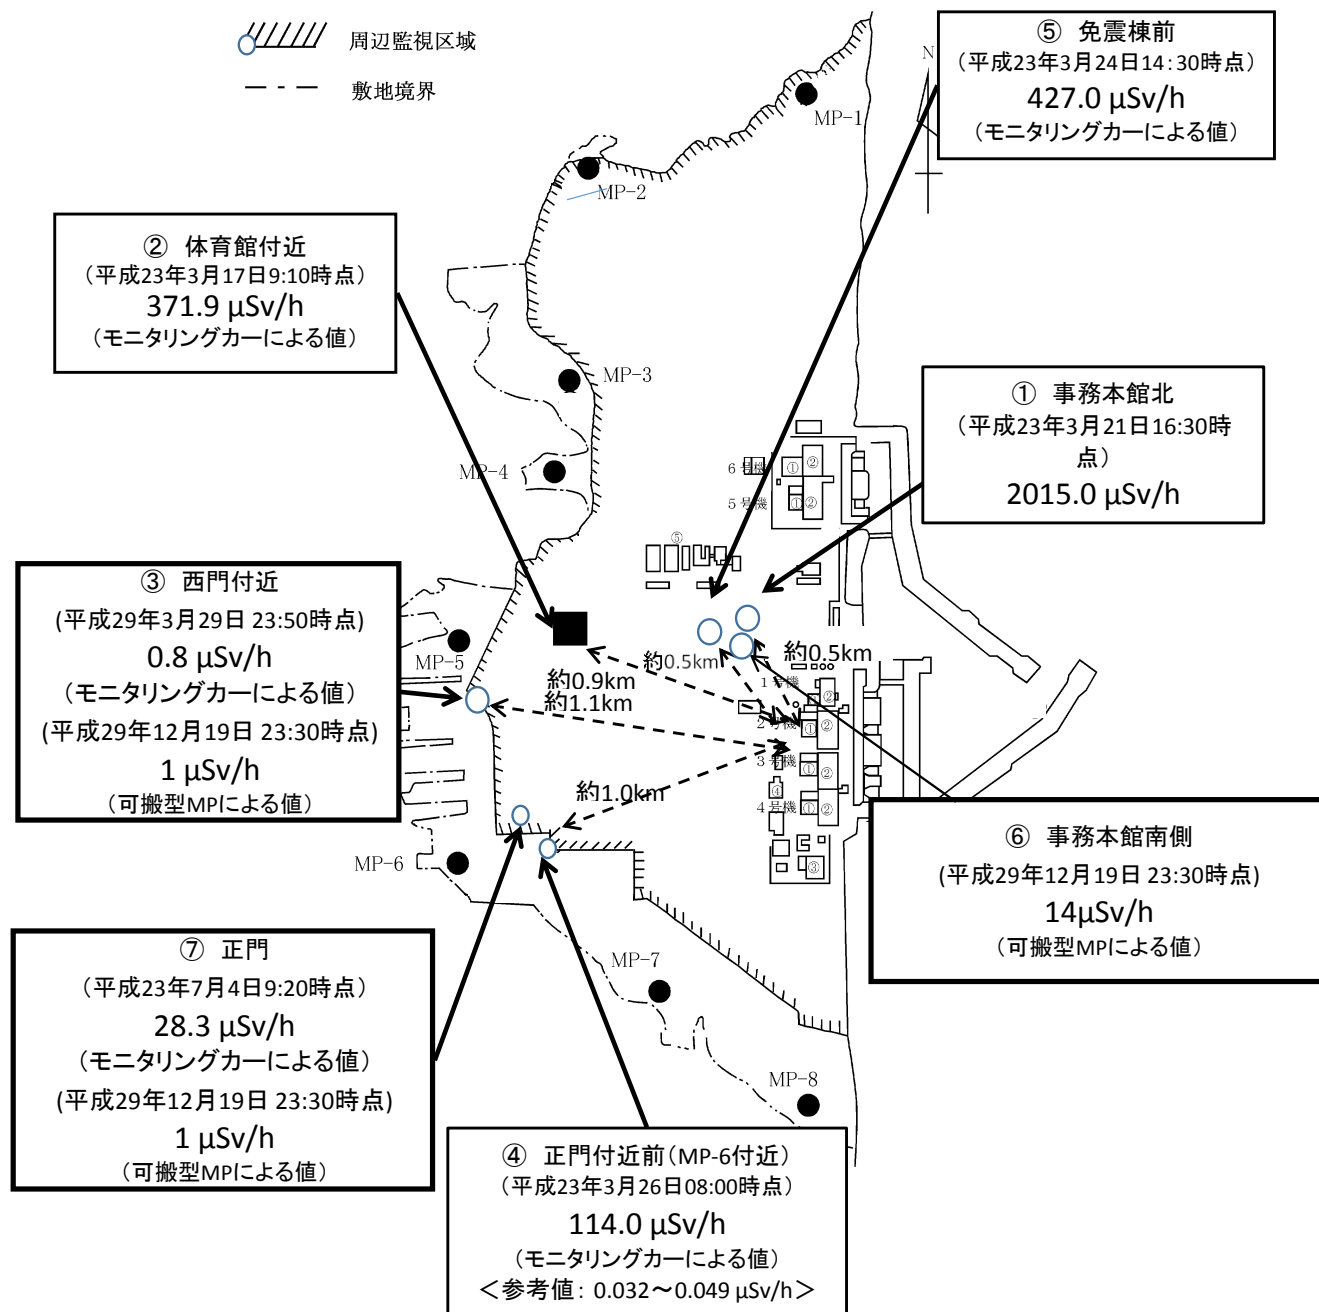 周辺監視区域
敷地境界
N
⑤ 免震棟前
（平成23年3月24日14：30時点）
427.0 μSv/h
（モニタリングカーによる値）
MP-1
MP-2
② 体育館付近
（平成23年3月17日9:10時点）
371.9 μSv/h
（モニタリングカーによる値）
MP-3
① 事務本館北
（平成23年3月21日16:30時
点）
2015.0 μSv/h
MP-4
6号機
① ②
5号機
① ②
⑤
③ 西門付近
(平成29年3月29日 23:50時点)
0.8 μSv/h
（モニタリングカーによる値）
(平成29年12月19日 23:30時点)
1 μSv/h
（可搬型MPによる値）
MP-5
約0.5km
約0.5km
約0.9km
約1.1km
1号機
②
2号機
① ②
3号機
① ②
④
4号機
① ②
③
約1.0km
MP-6
⑥ 事務本館南側
(平成29年12月19日 23:30時点)
14μSv/h
（可搬型MPによる値）
⑦ 正門
（平成23年7月4日9:20時点）
28.3 μSv/h
（モニタリングカーによる値）
(平成29年12月19日 23:30時点)
1 μSv/h
（可搬型MPによる値）
MP-7
MP-8
④ 正門付近前（MP-6付近）
（平成23年3月26日08:00時点）
114.0 μSv/h
（モニタリングカーによる値）
＜参考値：0.032～0.049 μSv/h＞